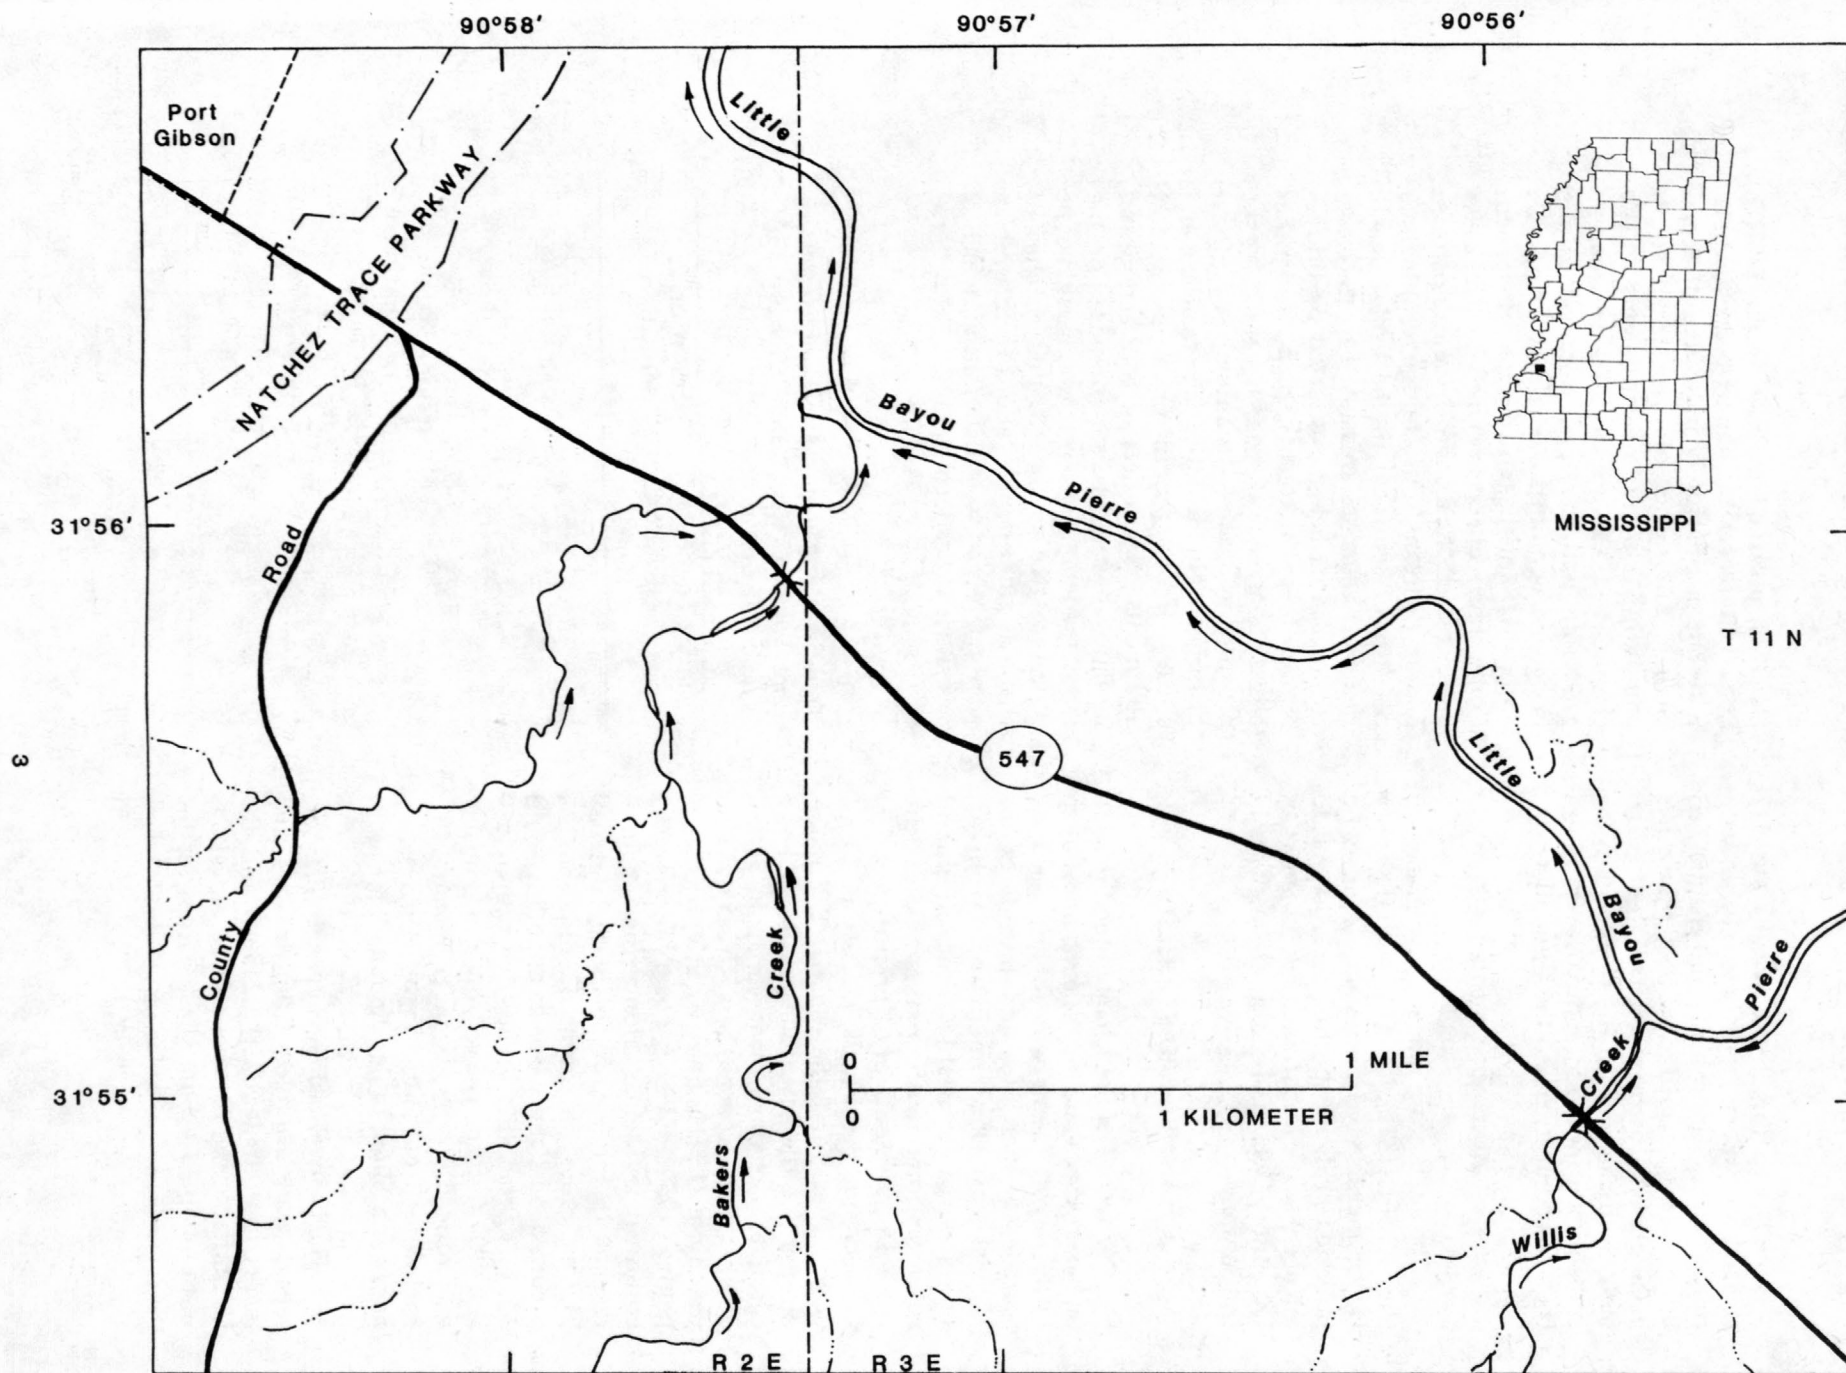 90°58′ 90°57′ 90°56′
Port
Gibson
NATCHEZ TRACE PARKWAY
Little
Bayou
Pierre
31°56′
MISSISSIPPI
Road
T 11 N
547
Little
3
Bayou
Pierre
County
Creek
Creek
0 1 MILE
31°55′
0 1 KILOMETER
Bakers
Willis
R 2 E R 3 E